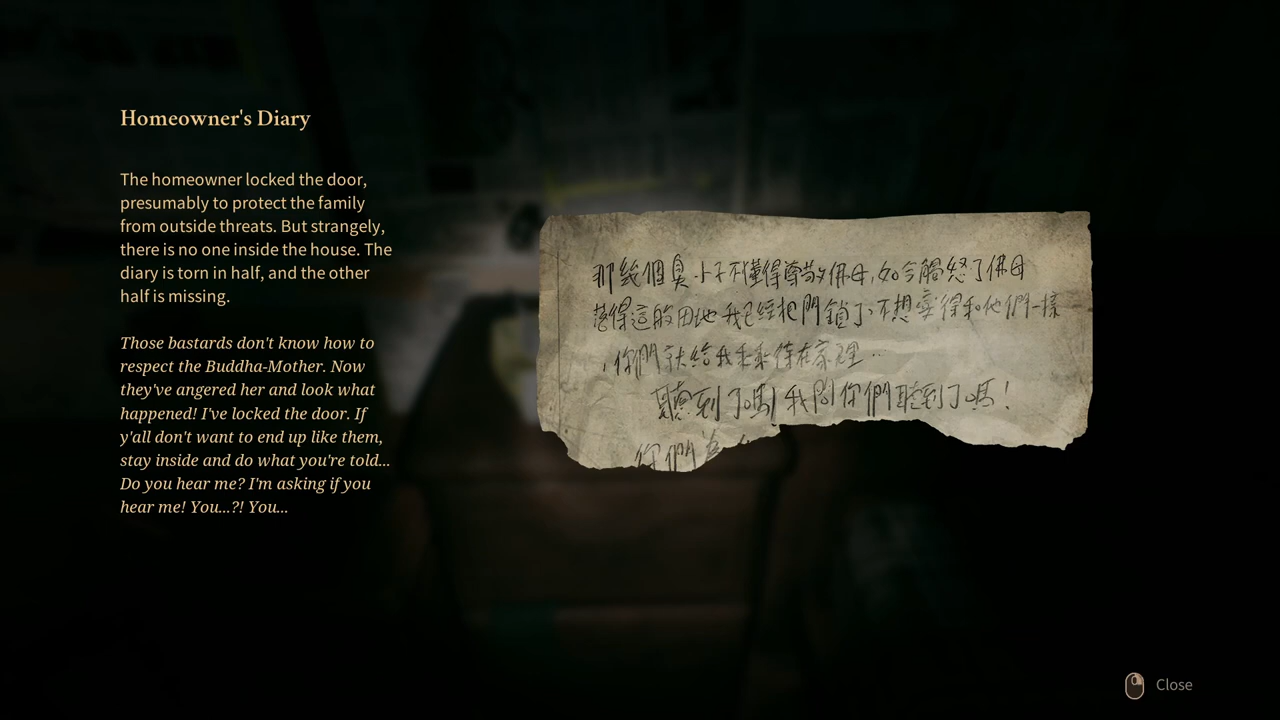 Homeowner's Diary
The homeowner locked the door,
presumably to protect the family
from outside threats. But strangely,
there is no one inside the house. The
diary is torn in half, and the other
half is missing.
Those bastards don't know how to
respect the Buddha-Mother. Now
they've angered her and look what
happened! I've locked the door. If
y'all don't want to end up like them,
stay inside and do what you're told...
Do you hear me? I'm asking if you
hear me! You...?! You...
那幾個臭小子不懂得尊敬佛母,如今觸怒了佛母
落得這般田地 我已經把門鎖了,不想變得和他們一樣
,你們就給我乖乖待在家裡...
聽到了嗎 我問你們聽到了嗎!
你們為
Close